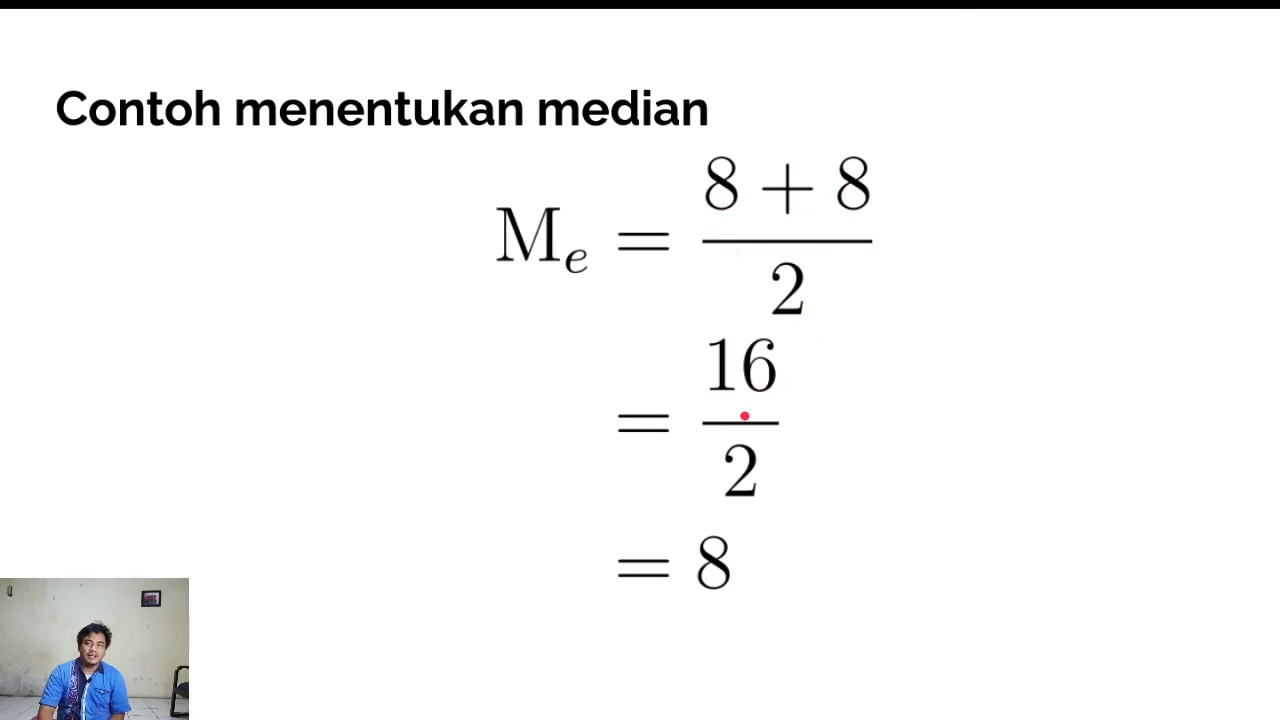 Contoh menentukan median
Mₑ = (8 + 8) / 2
= 16 / 2
= 8